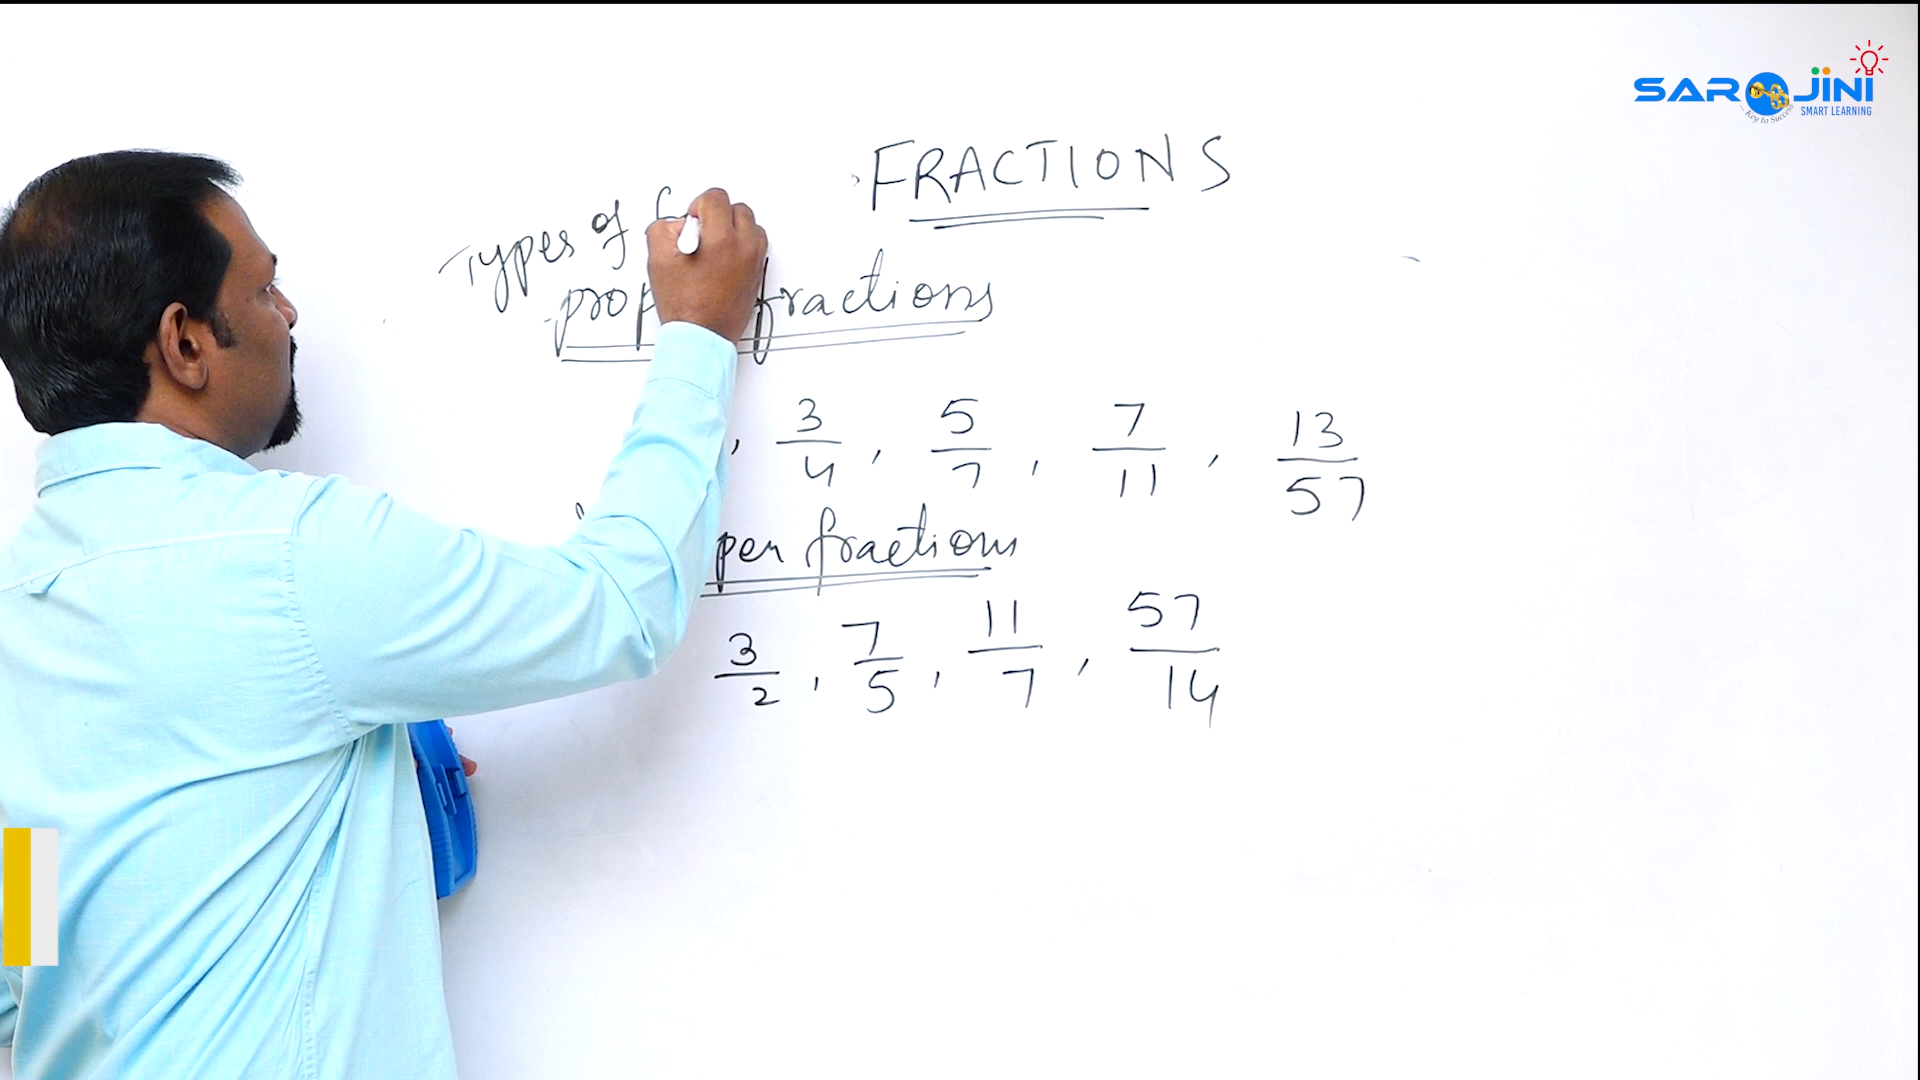 SAROJINI
...Key to Success
SMART LEARNING
FRACTIONS
Types of
fractions
, 3/4 , 5/7 , 7/11 , 13/57
per fractions
3/2 , 7/5 , 11/7 , 57/14